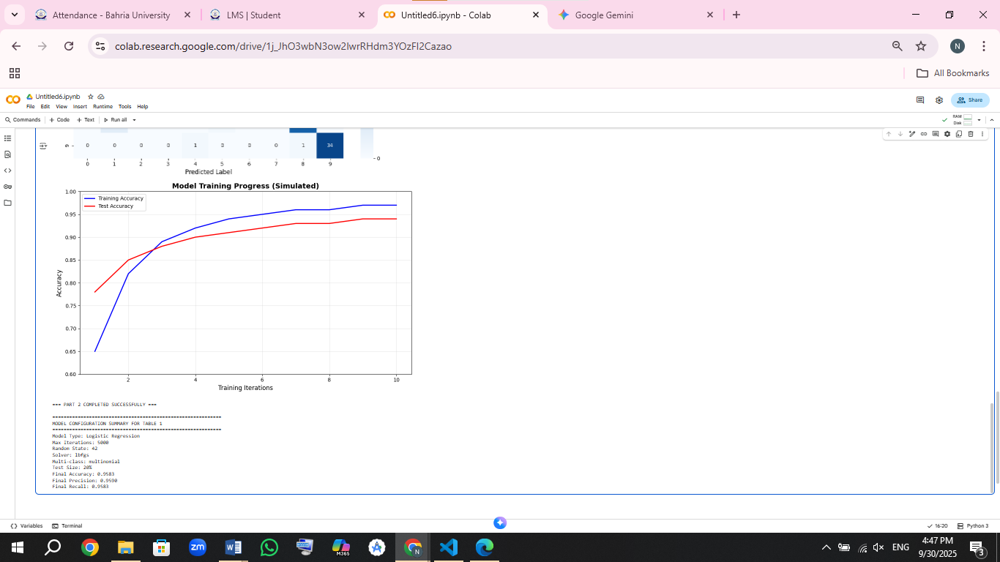 Attendance - Bahria University
LMS | Student
Untitled6.ipynb - Colab
Google Gemini
colab.research.google.com/drive/1j_JhO3wbN3ow2IwrRHdm3YOzFI2Cazao
N
All Bookmarks
Untitled6.ipynb
File Edit View Insert Runtime Tools Help
Share
Commands + Code + Text Run all
RAM
Disk
9 0 0 0 0 1 0 0 0 1 34
0
0 1 2 3 4 5 6 7 8 9
Predicted Label
Model Training Progress (Simulated)
Training Accuracy
Test Accuracy
1.00
0.95
0.90
0.85
0.80
0.75
0.70
0.65
0.60
Accuracy
2 4 6 8 10
Training Iterations
=== PART 2 COMPLETED SUCCESSFULLY ===
============================================================
MODEL CONFIGURATION SUMMARY FOR TABLE 1
============================================================
Model Type: Logistic Regression
Max Iterations: 5000
Random State: 42
Solver: lbfgs
Multi-class: multinomial
Test Size: 20%
Final Accuracy: 0.9583
Final Precision: 0.9590
Final Recall: 0.9583
Variables Terminal
16-20 Python 3
zm
M365
N
ENG
4:47 PM
9/30/2025
3